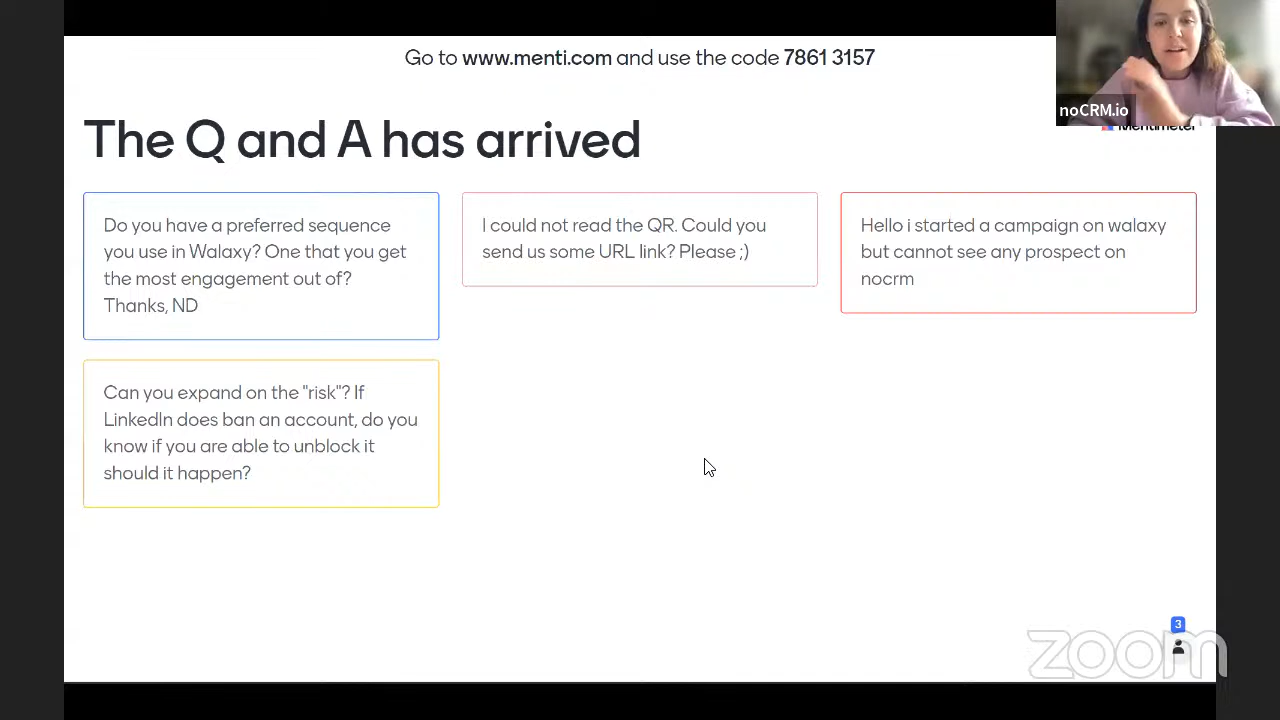 Go to www.menti.com and use the code 7861 3157
noCRM.io
Mentimeter
The Q and A has arrived
Do you have a preferred sequence
you use in Walaxy? One that you get
the most engagement out of?
Thanks, ND
I could not read the QR. Could you
send us some URL link? Please ;)
Hello i started a campaign on walaxy
but cannot see any prospect on
nocrm
Can you expand on the "risk"? If
LinkedIn does ban an account, do you
know if you are able to unblock it
should it happen?
3
zoom